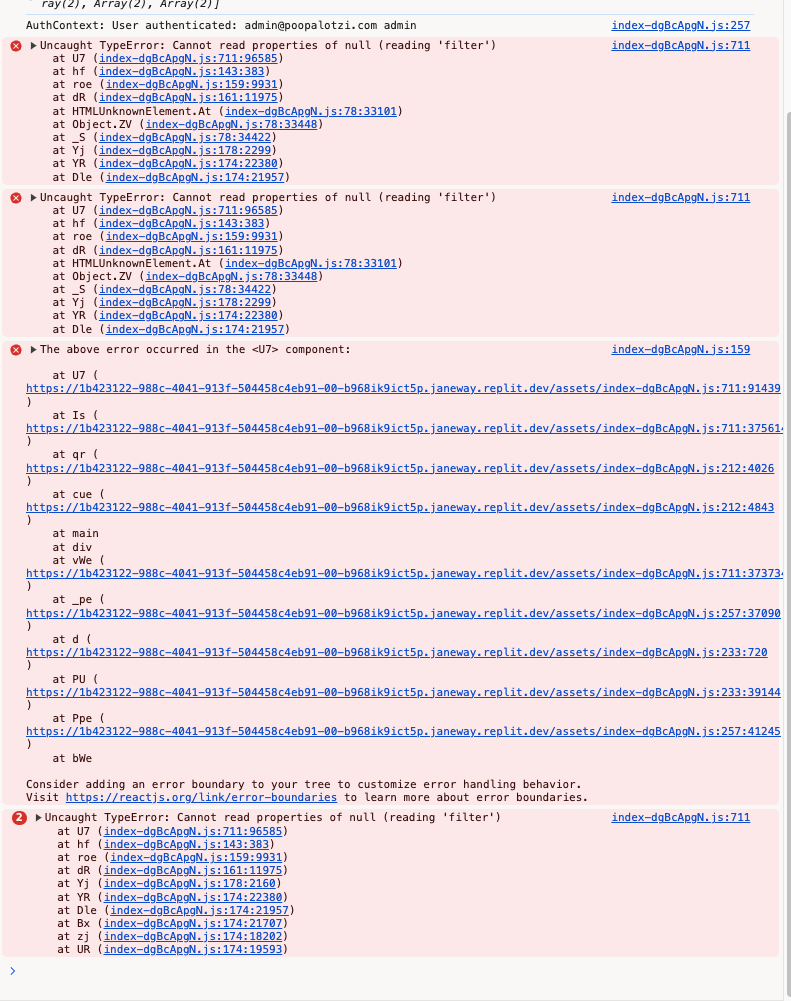 ray(2), Array(2), Array(2)]
AuthContext: User authenticated: admin@poopalotzi.com admin index-dgBcApgN.js:257
Uncaught TypeError: Cannot read properties of null (reading 'filter') index-dgBcApgN.js:711
at U7 (index-dgBcApgN.js:711:96585)
at hf (index-dgBcApgN.js:143:383)
at roe (index-dgBcApgN.js:159:9931)
at dR (index-dgBcApgN.js:161:11975)
at HTMLUnknownElement.At (index-dgBcApgN.js:78:33101)
at Object.ZV (index-dgBcApgN.js:78:33448)
at _S (index-dgBcApgN.js:78:34422)
at Yj (index-dgBcApgN.js:178:2299)
at YR (index-dgBcApgN.js:174:22380)
at Dle (index-dgBcApgN.js:174:21957)
Uncaught TypeError: Cannot read properties of null (reading 'filter') index-dgBcApgN.js:711
at U7 (index-dgBcApgN.js:711:96585)
at hf (index-dgBcApgN.js:143:383)
at roe (index-dgBcApgN.js:159:9931)
at dR (index-dgBcApgN.js:161:11975)
at HTMLUnknownElement.At (index-dgBcApgN.js:78:33101)
at Object.ZV (index-dgBcApgN.js:78:33448)
at _S (index-dgBcApgN.js:78:34422)
at Yj (index-dgBcApgN.js:178:2299)
at YR (index-dgBcApgN.js:174:22380)
at Dle (index-dgBcApgN.js:174:21957)
The above error occurred in the <U7> component: index-dgBcApgN.js:159
at U7 (
https://1b423122-988c-4041-913f-504458c4eb91-00-b968ik9ict5p.janeway.replit.dev/assets/index-dgBcApgN.js:711:91439
)
at Is (
https://1b423122-988c-4041-913f-504458c4eb91-00-b968ik9ict5p.janeway.replit.dev/assets/index-dgBcApgN.js:711:375614
)
at qr (
https://1b423122-988c-4041-913f-504458c4eb91-00-b968ik9ict5p.janeway.replit.dev/assets/index-dgBcApgN.js:212:4026
)
at cue (
https://1b423122-988c-4041-913f-504458c4eb91-00-b968ik9ict5p.janeway.replit.dev/assets/index-dgBcApgN.js:212:4843
)
at main
at div
at vWe (
https://1b423122-988c-4041-913f-504458c4eb91-00-b968ik9ict5p.janeway.replit.dev/assets/index-dgBcApgN.js:711:373734
)
at _pe (
https://1b423122-988c-4041-913f-504458c4eb91-00-b968ik9ict5p.janeway.replit.dev/assets/index-dgBcApgN.js:257:37090
)
at d (
https://1b423122-988c-4041-913f-504458c4eb91-00-b968ik9ict5p.janeway.replit.dev/assets/index-dgBcApgN.js:233:720
)
at PU (
https://1b423122-988c-4041-913f-504458c4eb91-00-b968ik9ict5p.janeway.replit.dev/assets/index-dgBcApgN.js:233:39144
)
at Ppe (
https://1b423122-988c-4041-913f-504458c4eb91-00-b968ik9ict5p.janeway.replit.dev/assets/index-dgBcApgN.js:257:41245
)
at bWe
Consider adding an error boundary to your tree to customize error handling behavior.
Visit https://reactjs.org/link/error-boundaries to learn more about error boundaries.
2 Uncaught TypeError: Cannot read properties of null (reading 'filter') index-dgBcApgN.js:711
at U7 (index-dgBcApgN.js:711:96585)
at hf (index-dgBcApgN.js:143:383)
at roe (index-dgBcApgN.js:159:9931)
at dR (index-dgBcApgN.js:161:11975)
at Yj (index-dgBcApgN.js:178:2160)
at YR (index-dgBcApgN.js:174:22380)
at Dle (index-dgBcApgN.js:174:21957)
at Bx (index-dgBcApgN.js:174:21707)
at zj (index-dgBcApgN.js:174:18202)
at UR (index-dgBcApgN.js:174:19593)